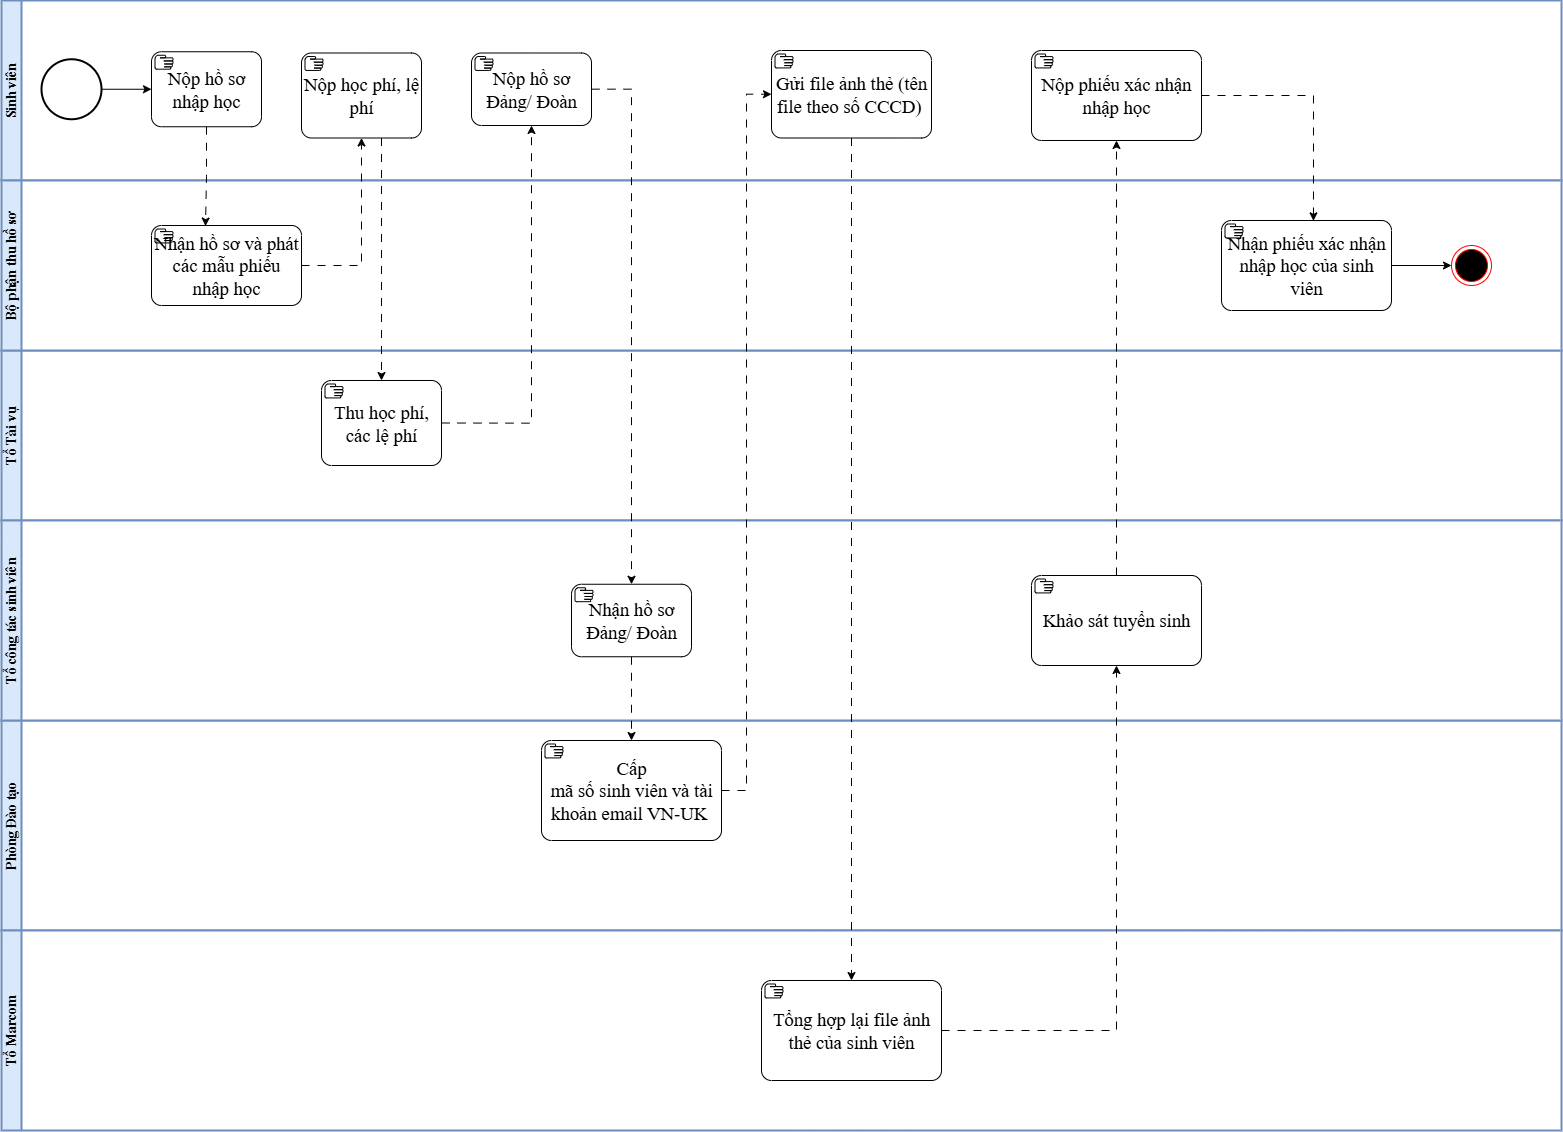 Sinh viên
Nộp hồ sơ
nhập học
Nộp học phí, lệ
phí
Nộp hồ sơ
Đảng/ Đoàn
Gửi file ảnh thẻ (tên
file theo số CCCD)
Nộp phiếu xác nhận
nhập học
Bộ phận thu hồ sơ
Nhận hồ sơ và phát
các mẫu phiếu
nhập học
Nhận phiếu xác nhận
nhập học của sinh
viên
Tổ Tài vụ
Thu học phí,
các lệ phí
Tổ công tác sinh viên
Nhận hồ sơ
Đảng/ Đoàn
Khảo sát tuyển sinh
Phòng Đào tạo
Cấp
mã số sinh viên và tài
khoản email VN-UK
Tổ Marcom
Tổng hợp lại file ảnh
thẻ của sinh viên